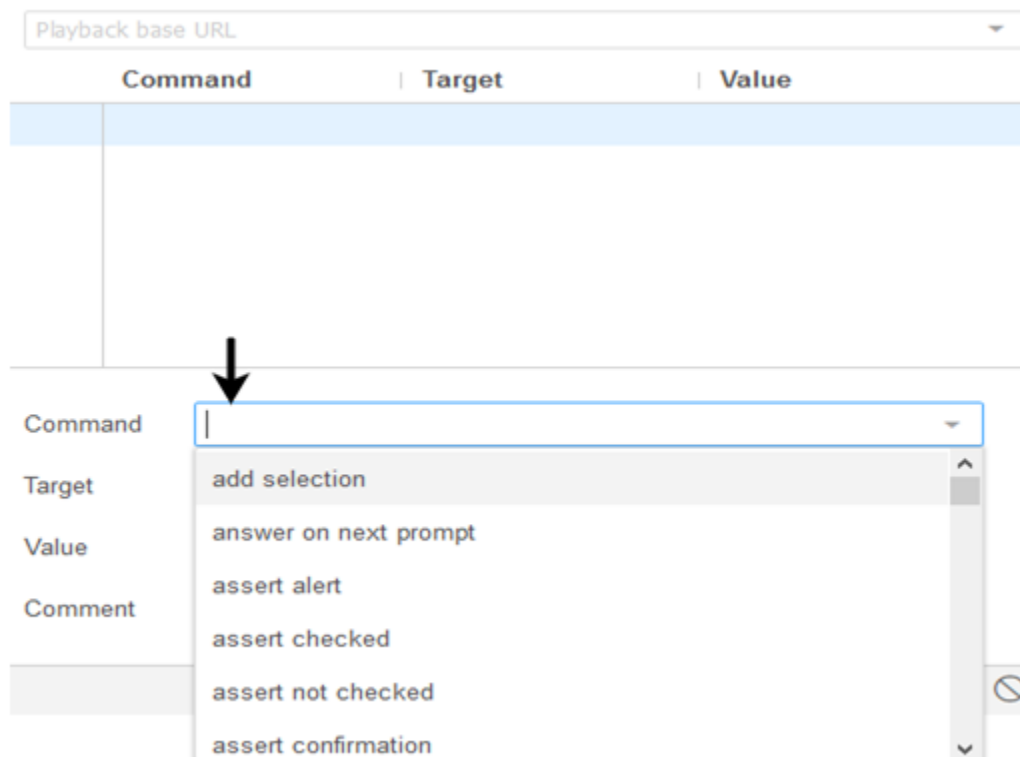 Playback base URL
Command Target Value
Command
add selection
Target
answer on next prompt
Value
assert alert
Comment
assert checked
assert not checked
assert confirmation